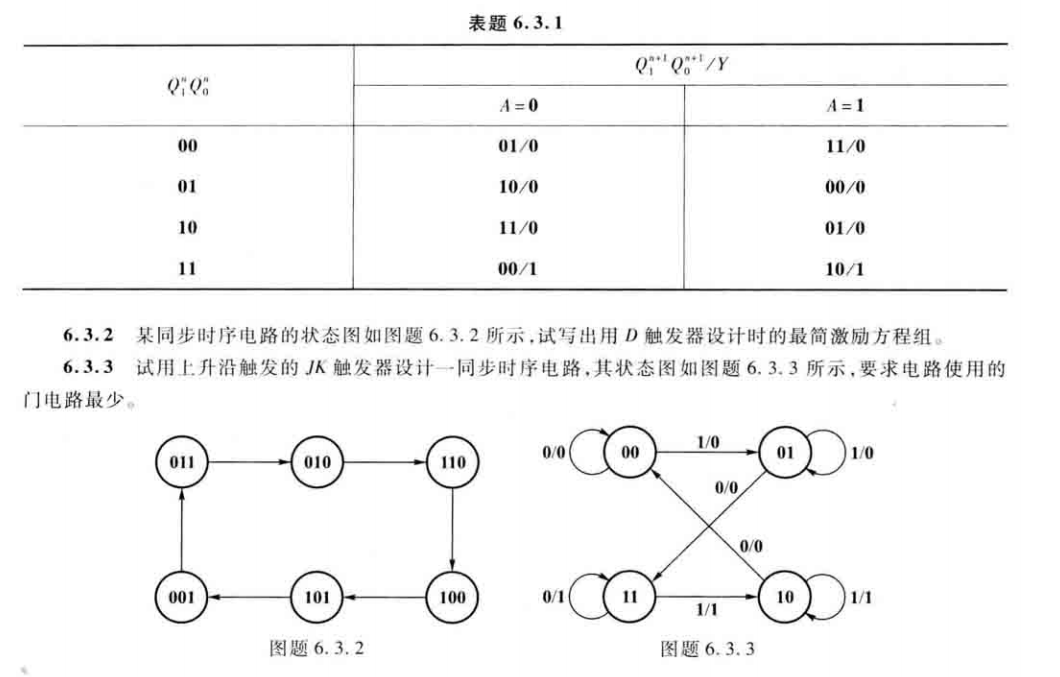 表题 6.3.1
Q₁ⁿQ₀ⁿ Q₁ⁿ⁺¹Q₀ⁿ⁺¹/Y
A=0 A=1
00 01/0 11/0
01 10/0 00/0
10 11/0 01/0
11 00/1 10/1
6.3.2 某同步时序电路的状态图如图题 6.3.2 所示,试写出用 D 触发器设计时的最简激励方程组。
6.3.3 试用上升沿触发的 JK 触发器设计一同步时序电路,其状态图如图题 6.3.3 所示,要求电路使用的
门电路最少。
011 010 110
001 101 100
图题 6.3.2
0/0 00 1/0 01 1/0
0/0
0/0
0/1 11 1/1 10 1/1
图题 6.3.3